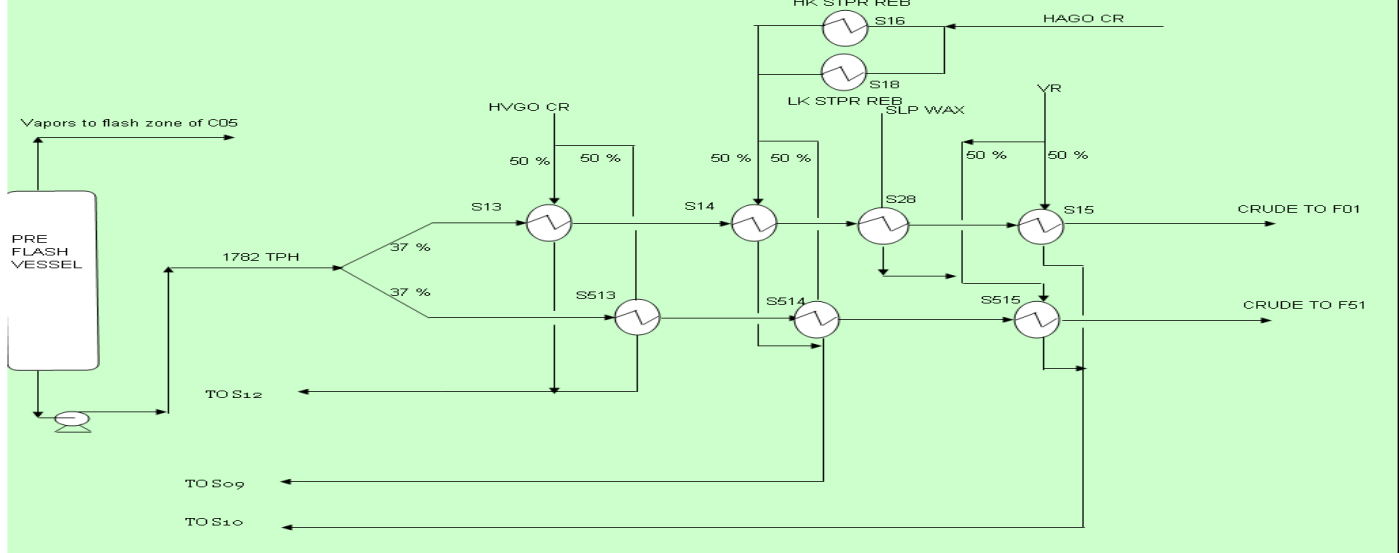 HK STPR REB
S16
HAGO CR
S18
LK STPR REB
SLP WAX
VR
HVGO CR
Vapors to flash zone of C05
50 %
50 %
50 %
50 %
50 %
50 %
S13
S14
S28
S15
CRUDE TO F01
PRE
FLASH
VESSEL
37 %
1782 TPH
37 %
S513
S514
S515
CRUDE TO F51
TO S12
TO S09
TO S10